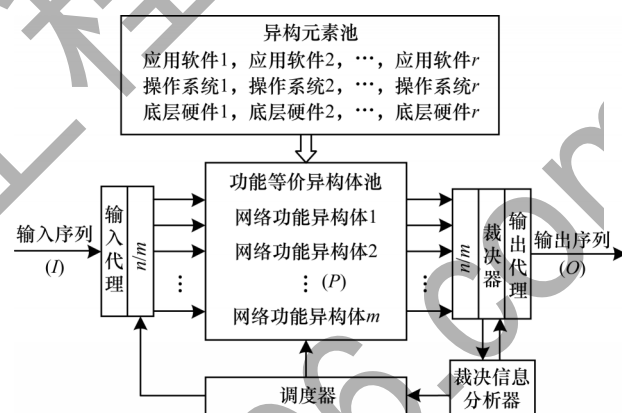 异构元素池
应用软件1，应用软件2，…，应用软件r
操作系统1，操作系统2，…，操作系统r
底层硬件1，底层硬件2，…，底层硬件r
功能等价异构体池
网络功能异构体1
网络功能异构体2
⋮ (P)
网络功能异构体m
输入序列
(I)
输入代理
n/m
⋮
⋮
n/m
裁决器
输出代理
输出序列
(O)
调度器
裁决信息
分析器